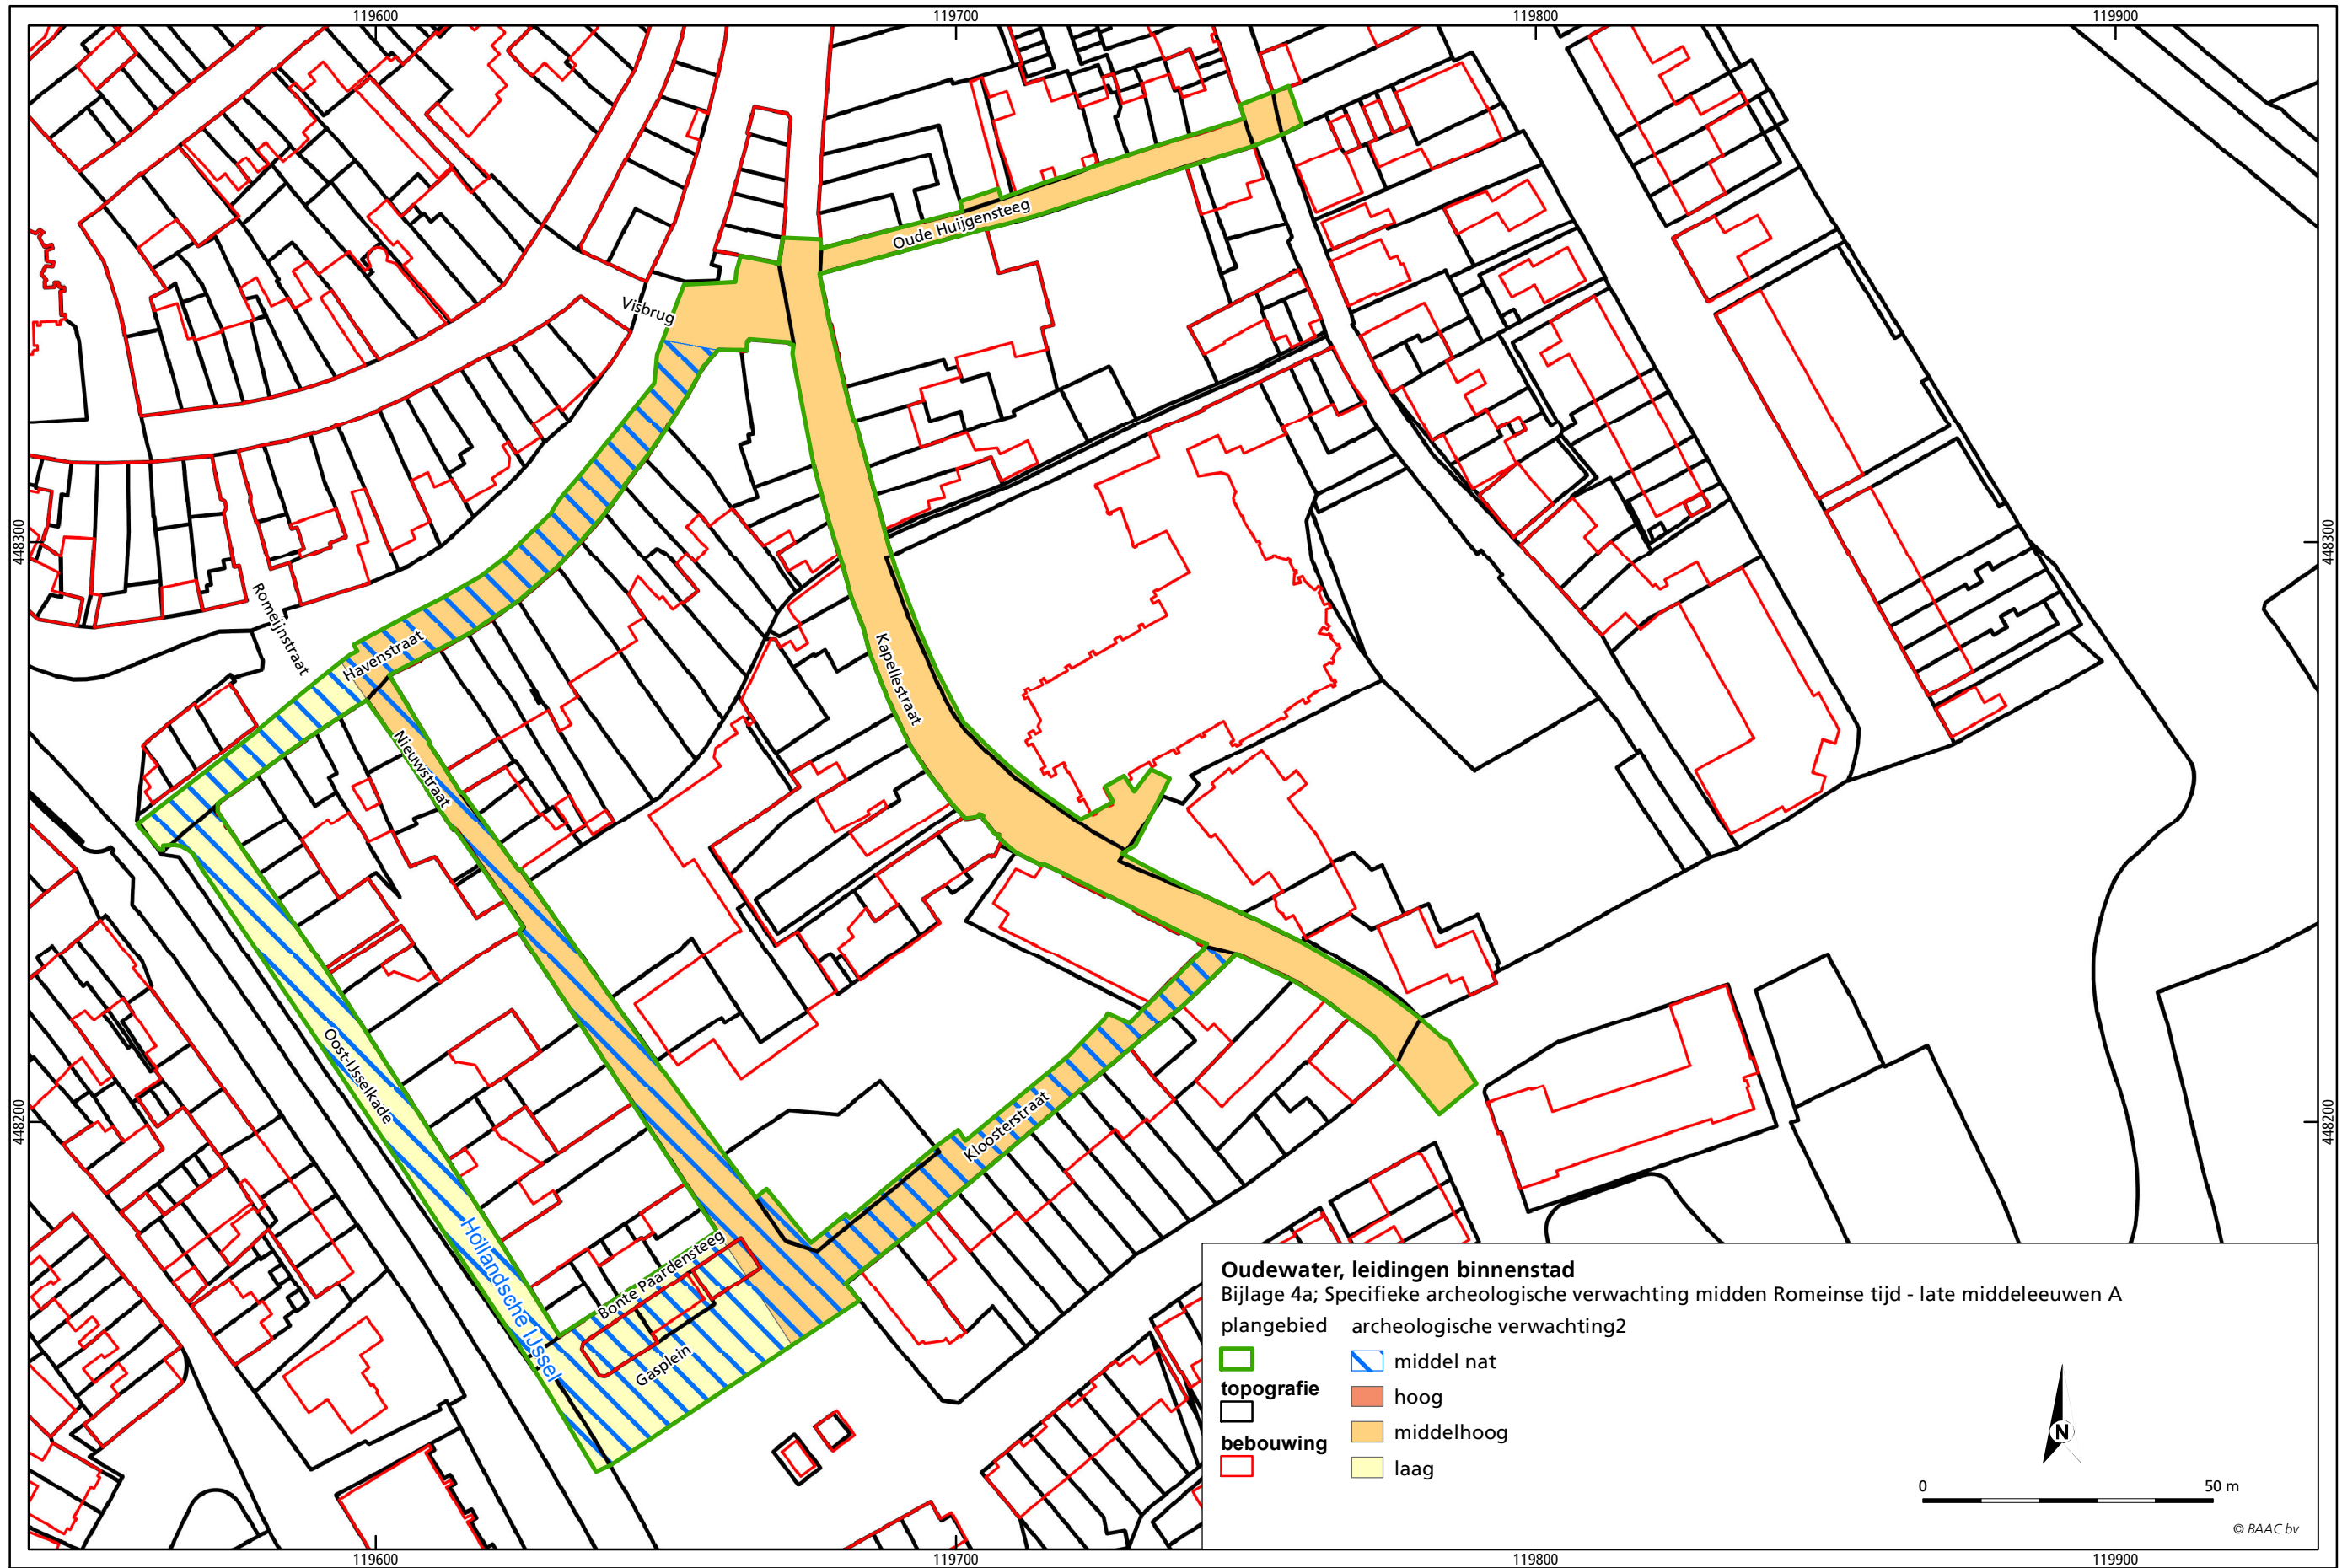 119600
119700
119800
119900
448300
448300
448200
448200
Oude Huijgensteeg
Visbrug
Romeijnstraat
Havenstraat
Kapellestraat
Nieuwstraat
Oost-IJsselkade
Kloosterstraat
Hollandsche IJssel
Bonte Paardensteeg
Gasplein
Oudewater, leidingen binnenstad
Bijlage 4a; Specifieke archeologische verwachting midden Romeinse tijd - late middeleeuwen A
plangebied
archeologische verwachting2
middel nat
topografie
hoog
middelhoog
bebouwing
laag
N
0 50 m
© BAAC bv
119600
119700
119800
119900